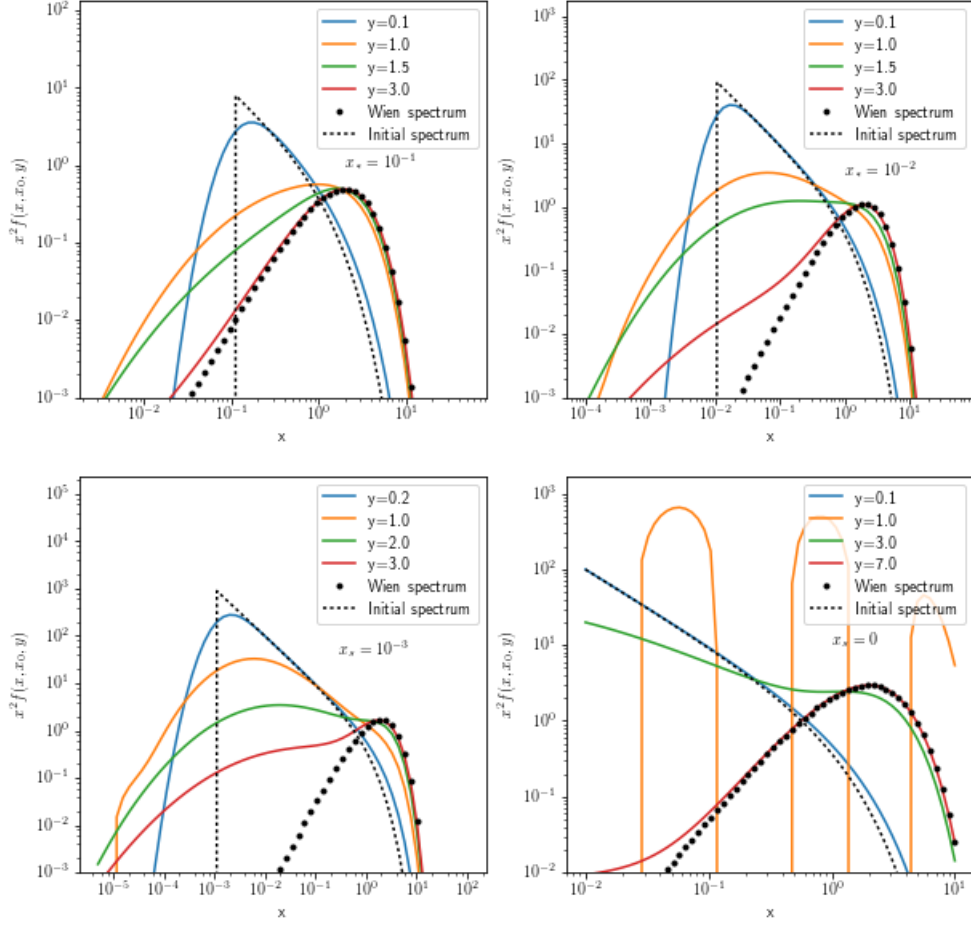 10²
10¹
10⁰
10⁻¹
10⁻²
10⁻³
x² f(x, x₀, y)
y=0.1
y=1.0
y=1.5
y=3.0
Wien spectrum
Initial spectrum
x⋆ = 10⁻¹
10⁻² 10⁻¹ 10⁰ 10¹
x
10³
10²
10¹
10⁰
10⁻¹
10⁻²
10⁻³
x² f(x, x₀, y)
y=0.1
y=1.0
y=1.5
y=3.0
Wien spectrum
Initial spectrum
x⋆ = 10⁻²
10⁻⁴ 10⁻³ 10⁻² 10⁻¹ 10⁰ 10¹
x
10⁵
10⁴
10³
10²
10¹
10⁰
10⁻¹
10⁻²
10⁻³
x² f(x, x₀, y)
y=0.2
y=1.0
y=2.0
y=3.0
Wien spectrum
Initial spectrum
x⋆ = 10⁻³
10⁻⁵ 10⁻⁴ 10⁻³ 10⁻² 10⁻¹ 10⁰ 10¹ 10²
x
10³
10²
10¹
10⁰
10⁻¹
10⁻²
x² f(x, x₀, y)
y=0.1
y=1.0
y=3.0
y=7.0
Wien spectrum
Initial spectrum
x⋆ = 0
10⁻² 10⁻¹ 10⁰ 10¹
x